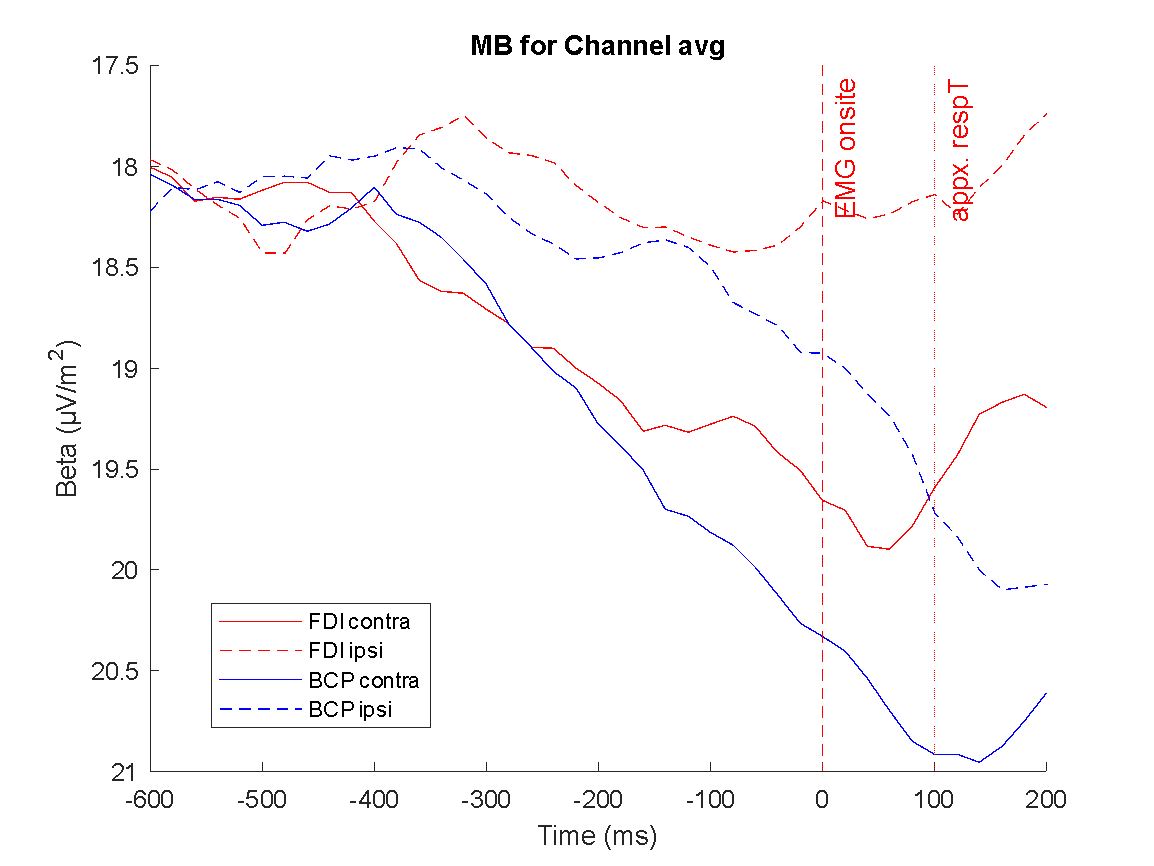 MB for Channel avg
17.5
18
18.5
19
19.5
20
20.5
21
Beta (µV/m²)
EMG onsite
appx. respT
FDI contra
FDI ipsi
BCP contra
BCP ipsi
-600 -500 -400 -300 -200 -100 0 100 200
Time (ms)